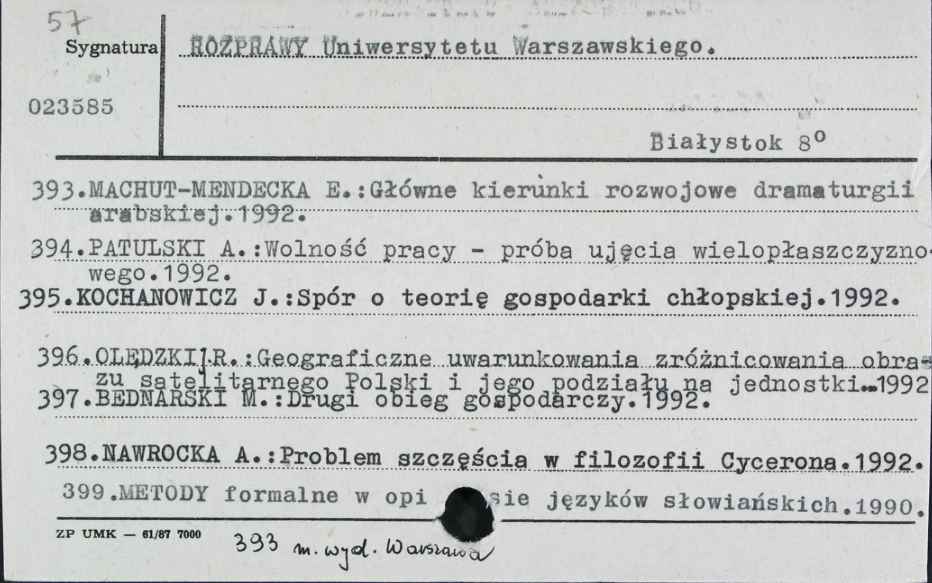 57
Sygnatura ROZPRAWY Uniwersytetu Warszawskiego.
023585
Białystok 8º
393.MACHUT-MENDECKA E.:Główne kierunki rozwojowe dramaturgii
arabskiej.1992.
394.PATULSKI A.:Wolność pracy - próba ujęcia wielopłaszczyzno-
wego.1992.
395.KOCHANOWICZ J.:Spór o teorię gospodarki chłopskiej.1992.
396.OLĘDZKI J.R.:Geograficzne uwarunkowania zróżnicowania obra-
zu satelitarnego Polski i jego podziału na jednostki..1992
397.BEDNARSKI M.:Drugi obieg gospodarczy.1992.
398.NAWROCKA A.:Problem szczęścia w filozofii Cycerona.1992.
399.METODY formalne w opi sie języków słowiańskich.1990.
ZP UMK — 61/87 7000
393 m. wyd. Warszawa